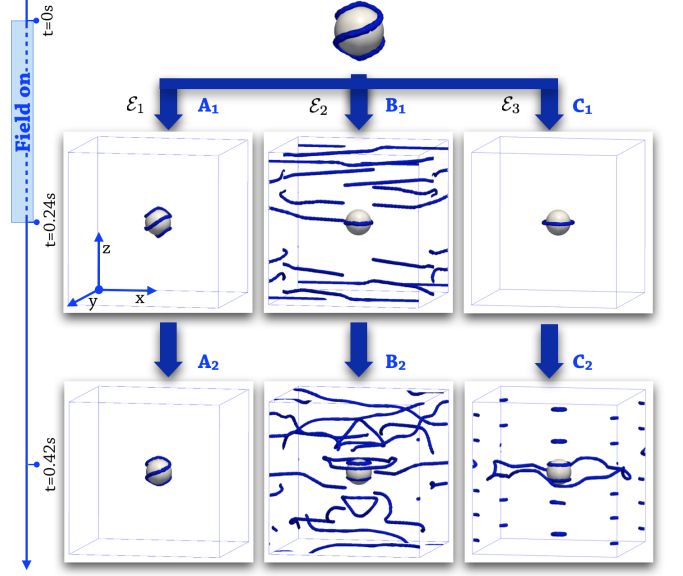 t=0s
Field on
ℰ₁ A₁
ℰ₂ B₁
ℰ₃ C₁
t=0.24s
z
y x
A₂
B₂
C₂
t=0.42s